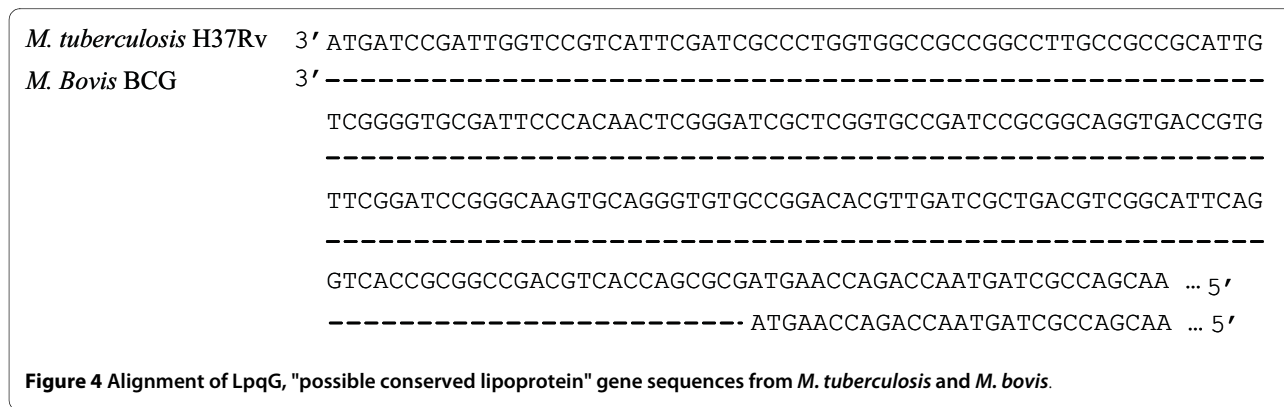 M. tuberculosis H37Rv 3' ATGATCCGATTGGTCCGTCATTCGATCGCCCTGGTGGCCGCCGGCCTTGCCGCCGCATTG
M. Bovis BCG 3' ------------------------------------------------------------
TCGGGGTGCGATTCCCACAACTCGGGATCGCTCGGTGCCGATCCGCGGCAGGTGACCGTG
------------------------------------------------------------
TTCGGATCCGGGCAAGTGCAGGGTGTGCCGGACACGTTGATCGCTGACGTCGGCATTCAG
------------------------------------------------------------
GTCACCGCGGCCGACGTCACCAGCGCGATGAACCAGACCAATGATCGCCAGCAA ... 5'
--------------------------- ATGAACCAGACCAATGATCGCCAGCAA ... 5'
Figure 4 Alignment of LpqG, "possible conserved lipoprotein" gene sequences from M. tuberculosis and M. bovis.